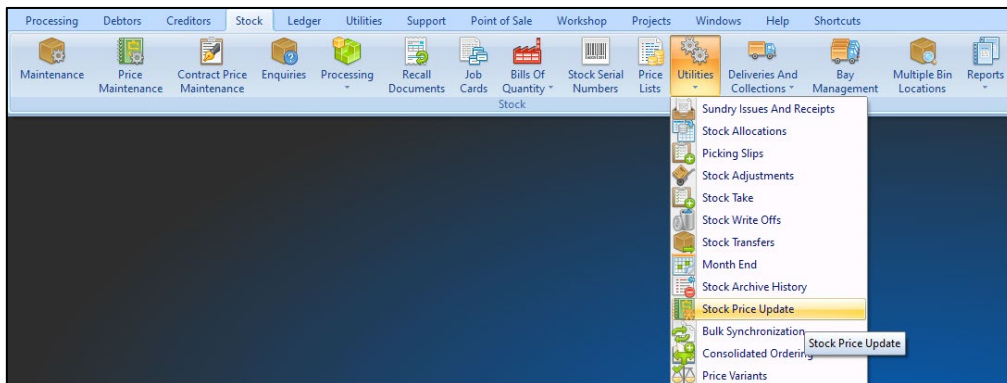 Processing Debtors Creditors Stock Ledger Utilities Support Point of Sale Workshop Projects Windows Help Shortcuts
Maintenance Price Maintenance Contract Price Maintenance Enquiries Processing Recall Documents Job Cards Bills Of Quantity Stock Serial Numbers Price Lists Utilities Deliveries And Collections Bay Management Multiple Bin Locations Reports
Stock
Sundry Issues And Receipts
Stock Allocations
Picking Slips
Stock Adjustments
Stock Take
Stock Write Offs
Stock Transfers
Month End
Stock Archive History
Stock Price Update
Bulk Synchronization
Stock Price Update
Consolidated Ordering
Price Variants